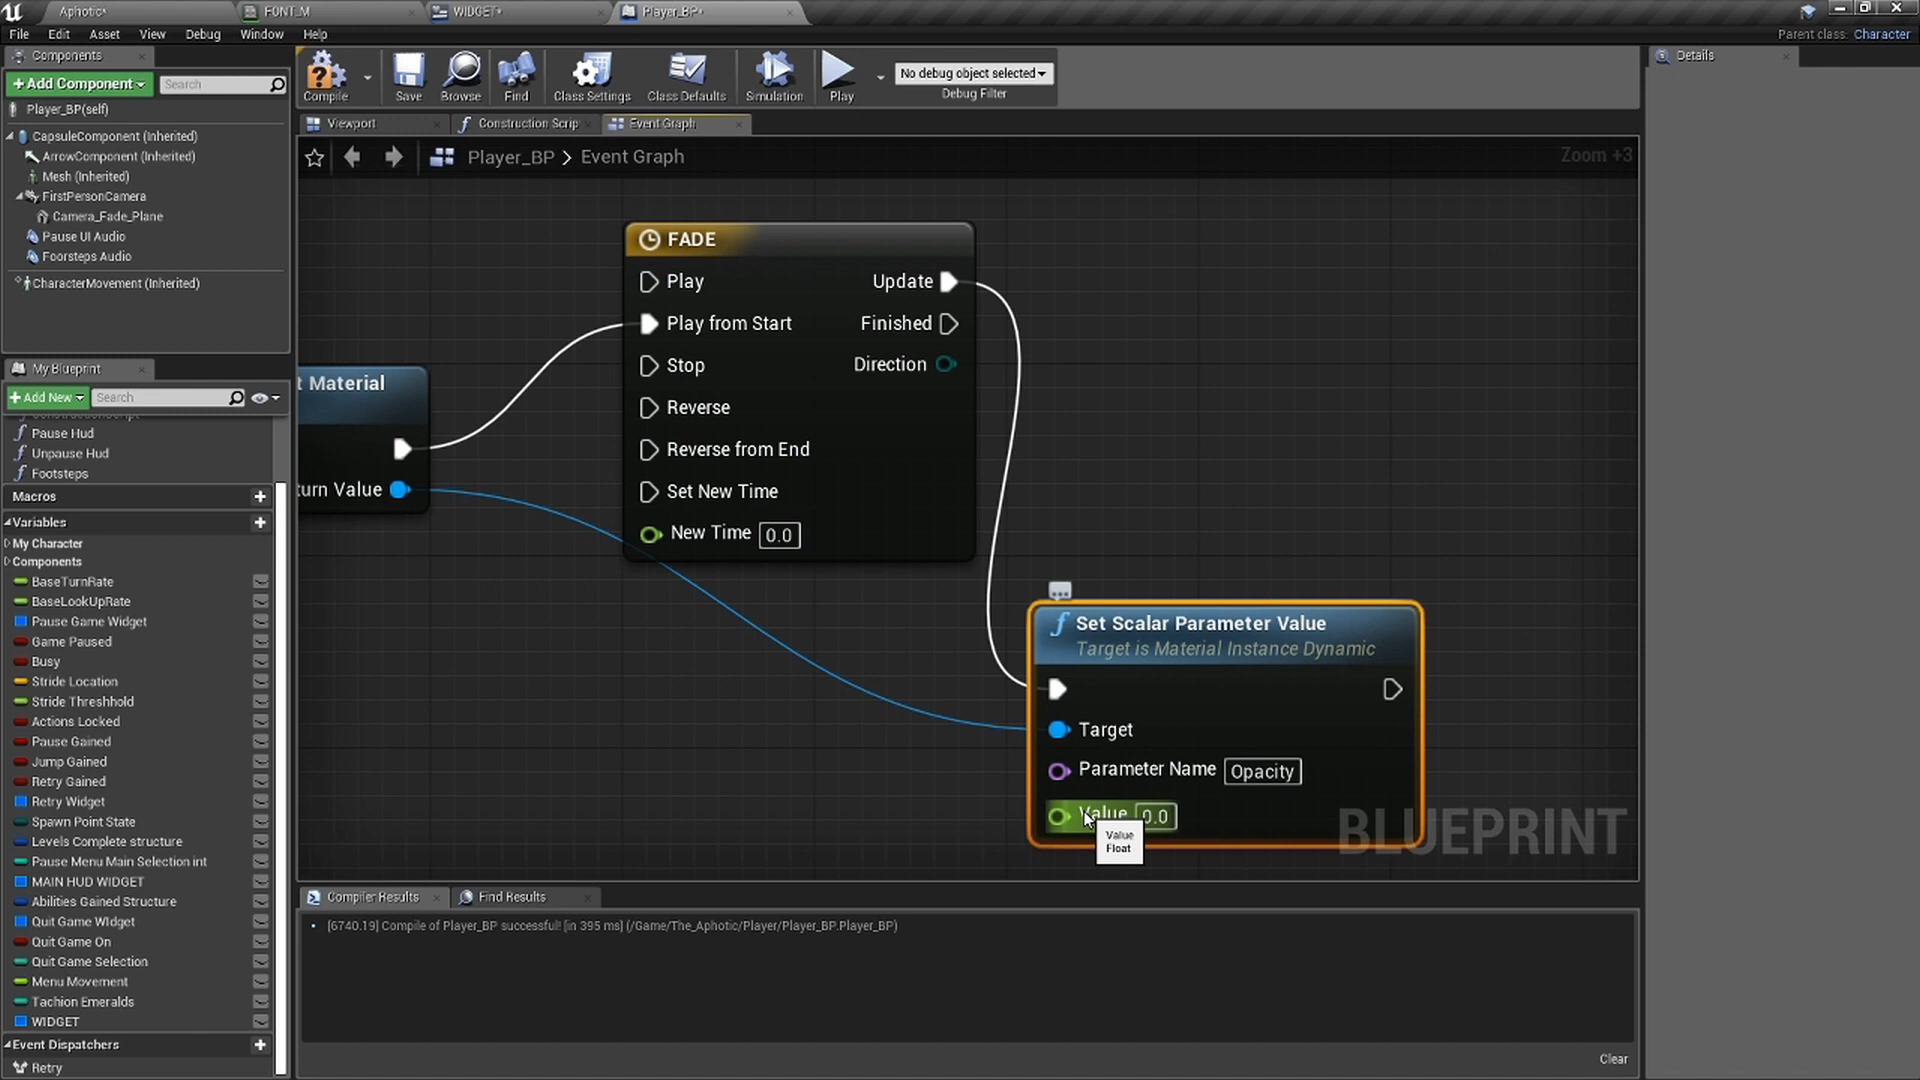 Aphotic*
FONT_M
WIDGET*
Player_BP*
File Edit Asset View Debug Window Help
Parent class: Character
Components
+Add Component
Search
Player_BP(self)
CapsuleComponent (Inherited)
ArrowComponent (Inherited)
Mesh (Inherited)
FirstPersonCamera
Camera_Fade_Plane
Pause UI Audio
Foorsteps Audio
CharacterMovement (Inherited)
My Blueprint
+Add New
Search
Pause Hud
Unpause Hud
Footsteps
Macros
Variables
My Character
Components
BaseTurnRate
BaseLookUpRate
Pause Game Widget
Game Paused
Busy
Stride Location
Stride Threshhold
Actions Locked
Pause Gained
Jump Gained
Retry Gained
Retry Widget
Spawn Point State
Levels Complete structure
Pause Menu Main Selection int
MAIN HUD WIDGET
Abilities Gained Structure
Quit Game WIdget
Quit Game On
Quit Game Selection
Menu Movement
Tachion Emeralds
WIDGET
Event Dispatchers
Retry
Compile
Save
Browse
Find
Class Settings
Class Defaults
Simulation
Play
No debug object selected
Debug Filter
Viewport
Construction Scrip
Event Graph
Player_BP > Event Graph
Zoom +3
t Material
turn Value
FADE
Play
Update
Play from Start
Finished
Stop
Direction
Reverse
Reverse from End
Set New Time
New Time 0.0
Set Scalar Parameter Value
Target is Material Instance Dynamic
Target
Parameter Name Opacity
Value 0.0
Value
Float
BLUEPRINT
Compiler Results
Find Results
[6740.19] Compile of Player_BP successful! [in 395 ms] (/Game/The_Aphotic/Player/Player_BP.Player_BP)
Clear
Details